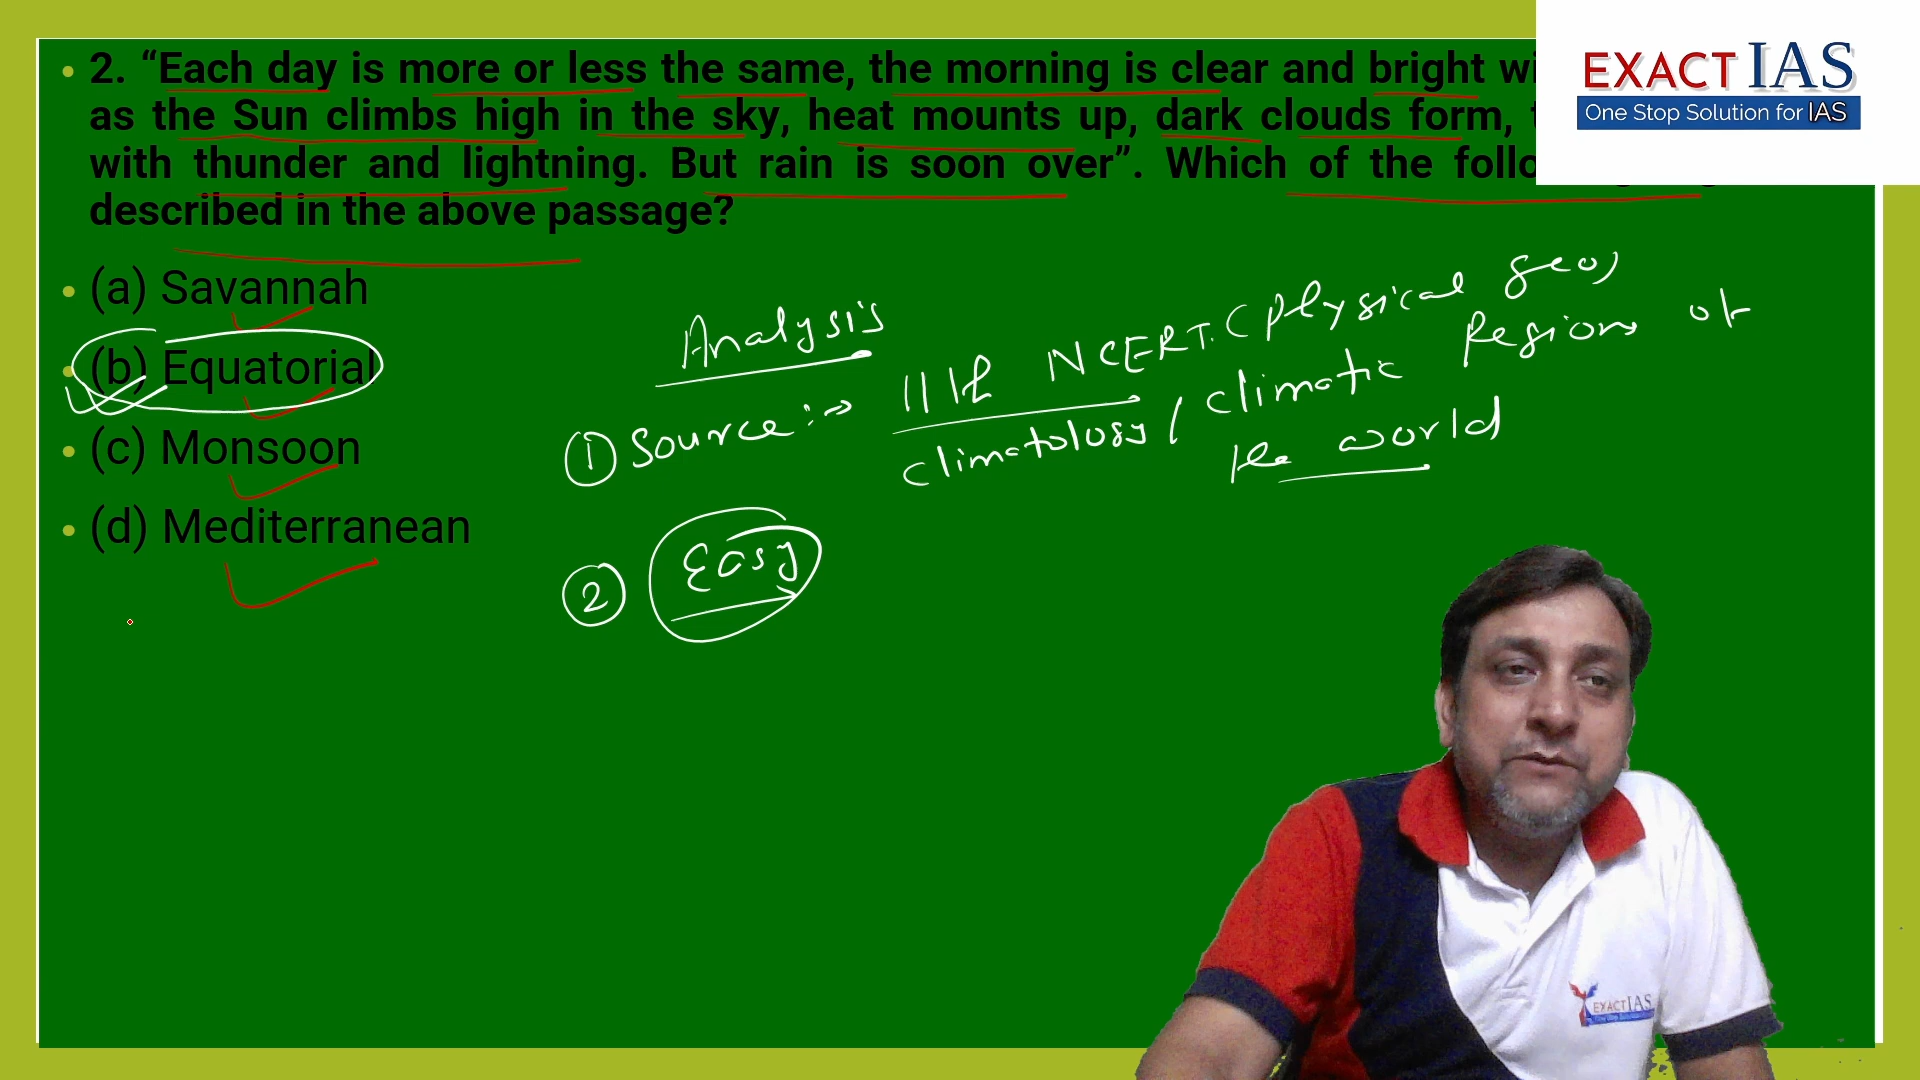 • 2. “Each day is more or less the same, the morning is clear and bright
as the Sun climbs high in the sky, heat mounts up, dark clouds form,
with thunder and lightning. But rain is soon over”. Which of the
described in the above passage?
EXACT IAS
One Stop Solution for IAS
• (a) Savannah
• (b) Equatorial
• (c) Monsoon
• (d) Mediterranean
Analysis
① Source:→ 11th NCERT (Physical geo)
climatology / climatic Regions of
the world
② Easy
EXACT IAS